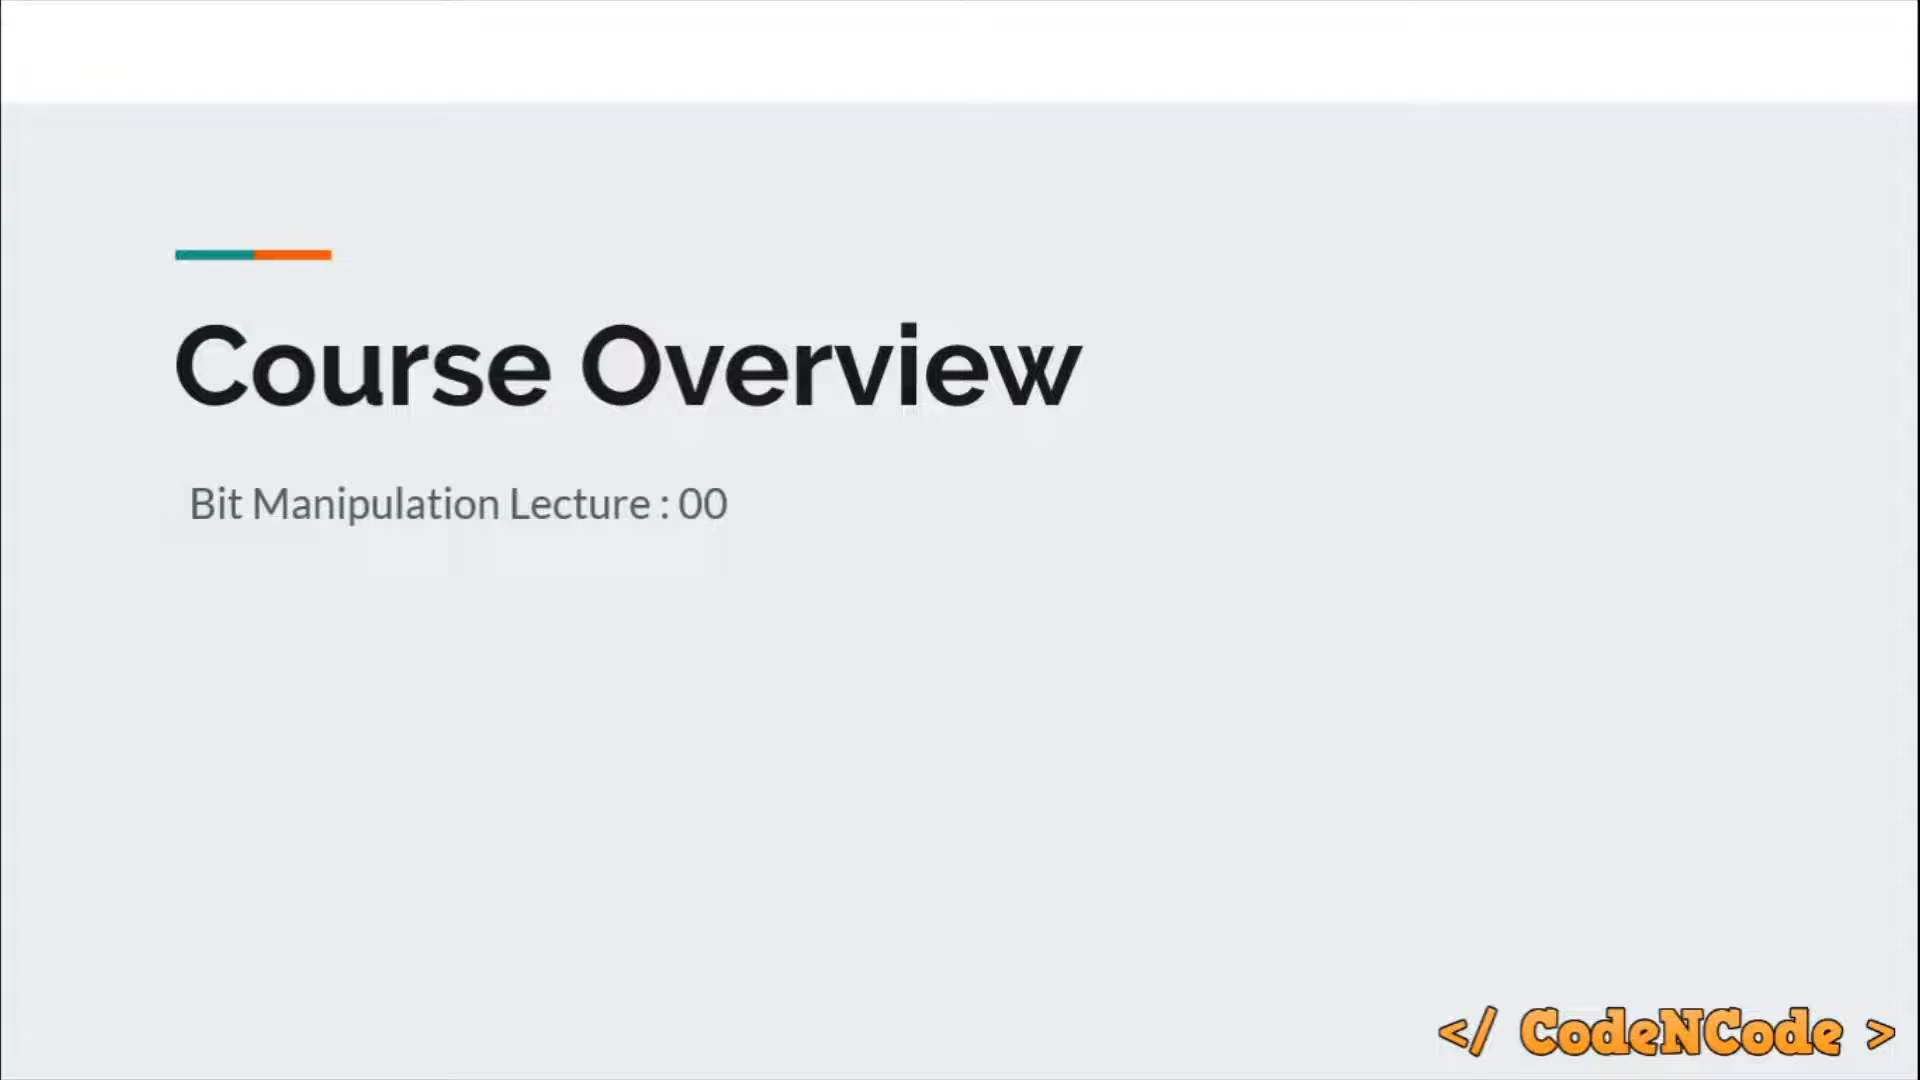 Course Overview
Bit Manipulation Lecture : 00
</ CodeNCode >